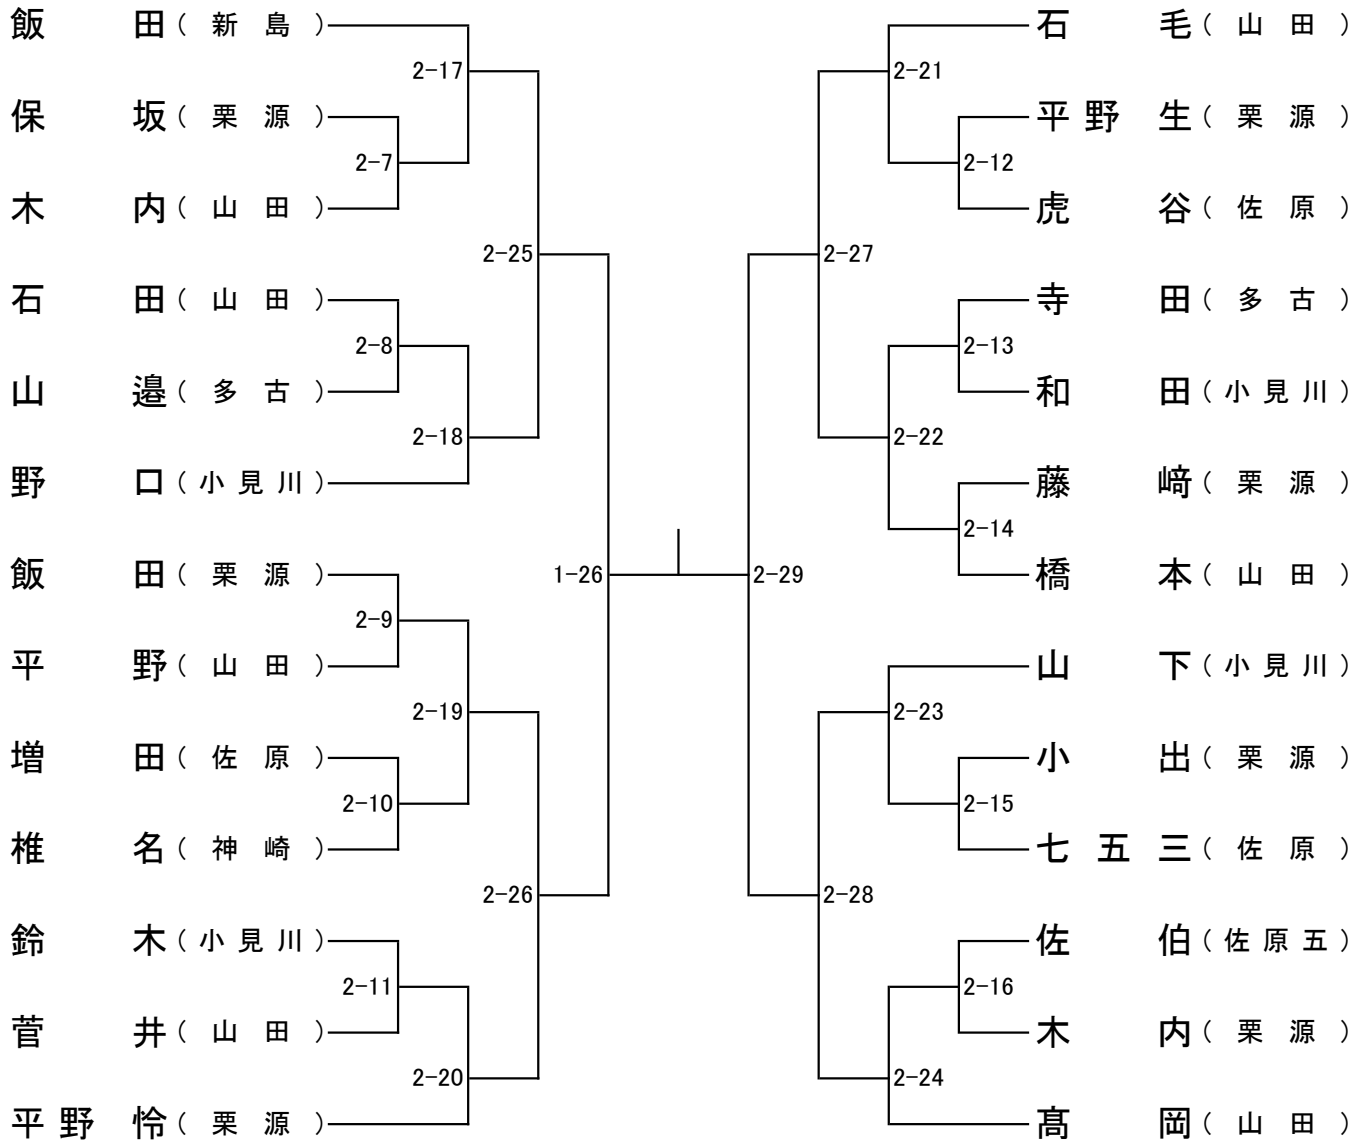 飯田（新島）
2-17
保坂（栗源）
2-7
木内（山田）
2-25
石田（山田）
2-8
山邉（多古）
2-18
野口（小見川）
1-26
飯田（栗源）
2-9
平野（山田）
2-19
増田（佐原）
2-10
椎名（神崎）
2-26
鈴木（小見川）
2-11
菅井（山田）
2-20
平野怜（栗源）
石毛（山田）
2-21
平野生（栗源）
2-12
虎谷（佐原）
2-27
寺田（多古）
2-13
和田（小見川）
2-22
藤﨑（栗源）
2-14
橋本（山田）
2-29
山下（小見川）
2-23
小出（栗源）
2-15
七五三（佐原）
2-28
佐伯（佐原五）
2-16
木内（栗源）
2-24
髙岡（山田）